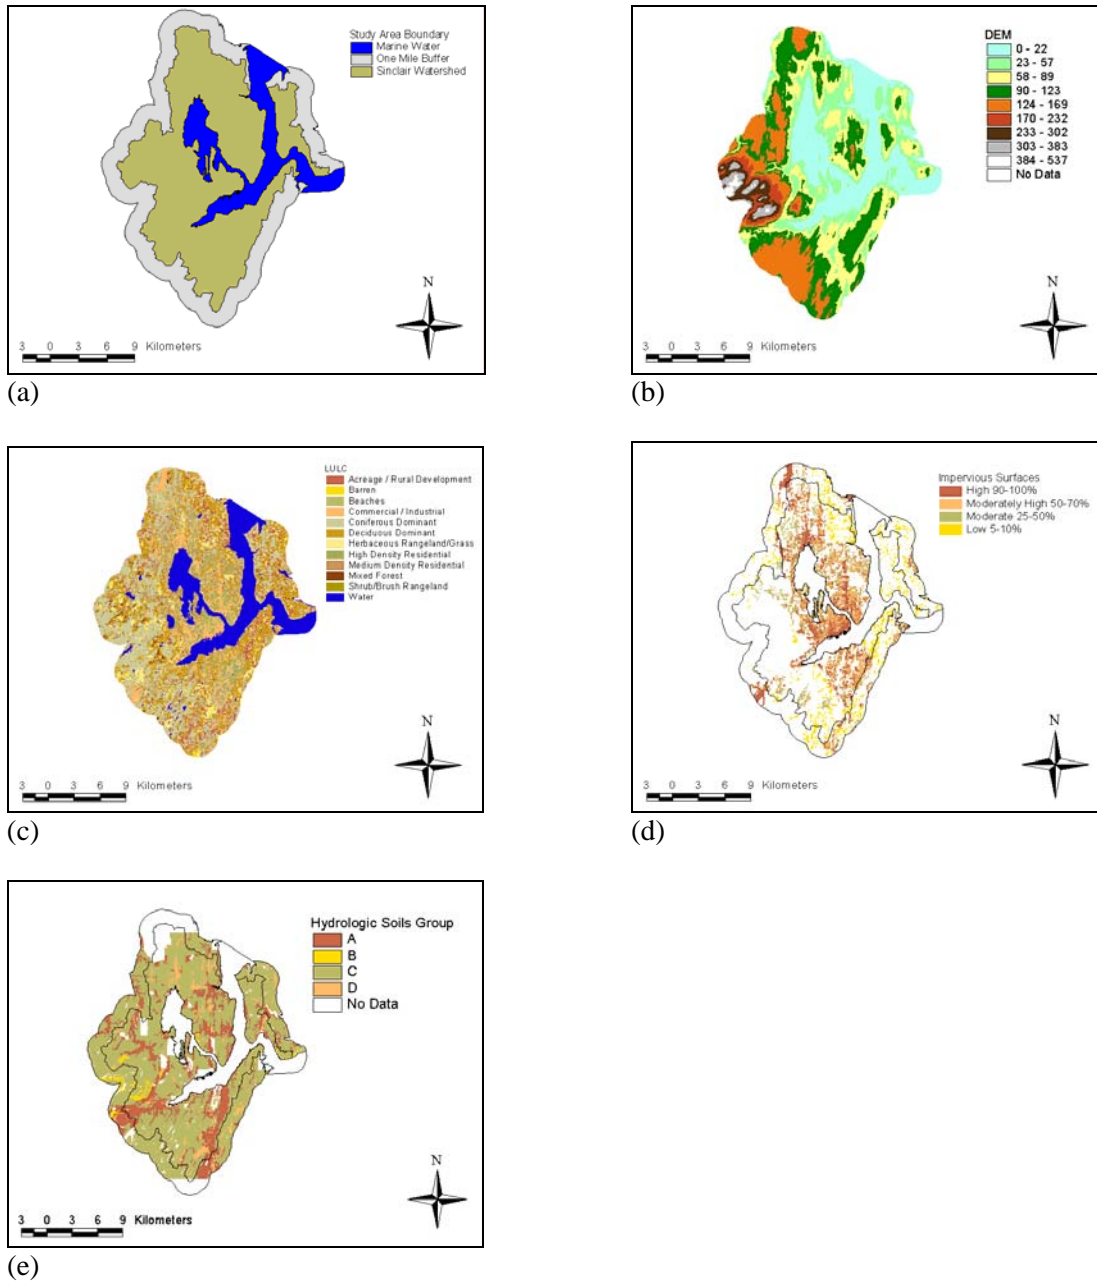 Study Area Boundary
Marine Water
One Mile Buffer
Sinclair Watershed
N
3 0 3 6 9 Kilometers
(a)
DEM
0 - 22
23 - 57
58 - 89
90 - 123
124 - 169
170 - 232
233 - 302
303 - 383
384 - 537
No Data
N
3 0 3 6 9 Kilometers
(b)
LULC
Acreage / Rural Development
Barren
Beaches
Commercial / Industrial
Coniferous Dominant
Deciduous Dominant
Herbaceous Rangeland/Grass
High Density Residential
Medium Density Residential
Mixed Forest
Shrub/Brush Rangeland
Water
N
3 0 3 6 9 Kilometers
(c)
Impervious Surfaces
High 90-100%
Moderately High 50-70%
Moderate 25-50%
Low 5-10%
N
3 0 3 6 9 Kilometers
(d)
Hydrologic Soils Group
A
B
C
D
No Data
N
3 0 3 6 9 Kilometers
(e)